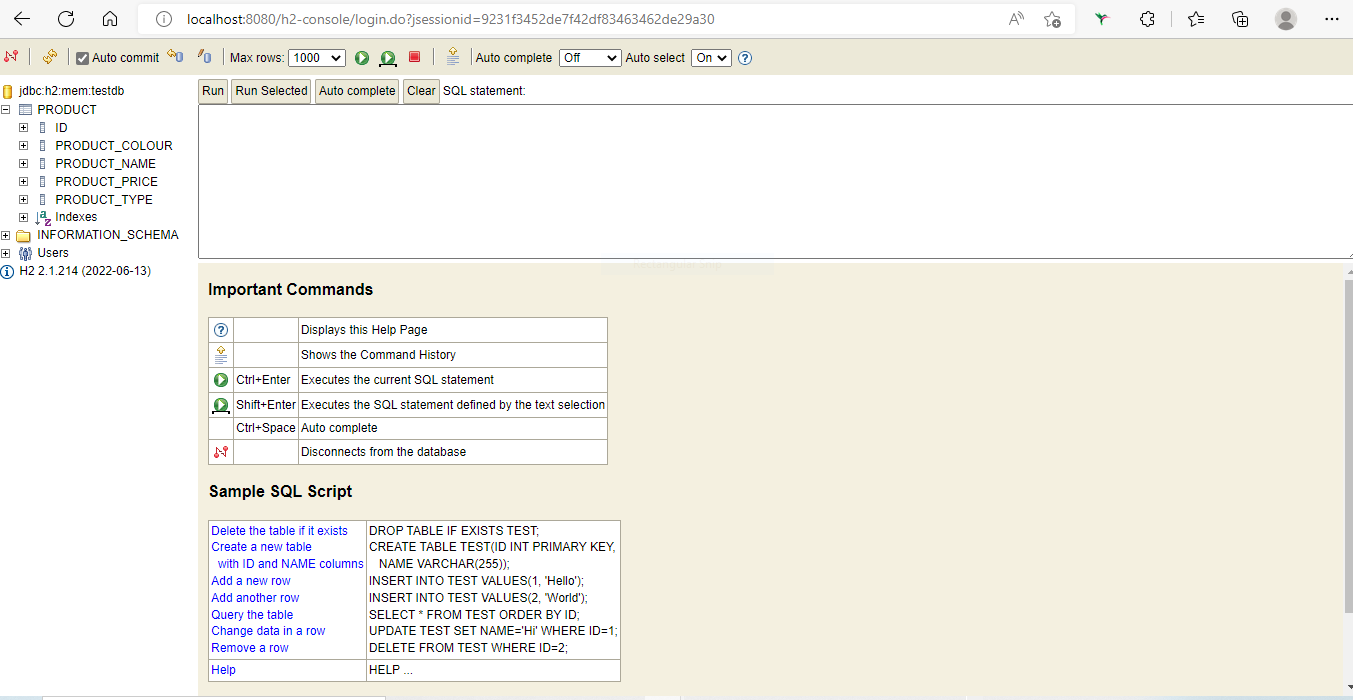 localhost:8080/h2-console/login.do?jsessionid=9231f3452de7f42df83463462de29a30
Auto commit Max rows: 1000 Auto complete Off Auto select On ?
jdbc:h2:mem:testdb
PRODUCT
ID
PRODUCT_COLOUR
PRODUCT_NAME
PRODUCT_PRICE
PRODUCT_TYPE
Indexes
INFORMATION_SCHEMA
Users
H2 2.1.214 (2022-06-13)
Run Run Selected Auto complete Clear SQL statement:
Important Commands
? Displays this Help Page
Shows the Command History
Ctrl+Enter Executes the current SQL statement
Shift+Enter Executes the SQL statement defined by the text selection
Ctrl+Space Auto complete
Disconnects from the database
Sample SQL Script
Delete the table if it exists DROP TABLE IF EXISTS TEST;
Create a new table CREATE TABLE TEST(ID INT PRIMARY KEY,
with ID and NAME columns NAME VARCHAR(255));
Add a new row INSERT INTO TEST VALUES(1, 'Hello');
Add another row INSERT INTO TEST VALUES(2, 'World');
Query the table SELECT * FROM TEST ORDER BY ID;
Change data in a row UPDATE TEST SET NAME='Hi' WHERE ID=1;
Remove a row DELETE FROM TEST WHERE ID=2;
Help HELP ...